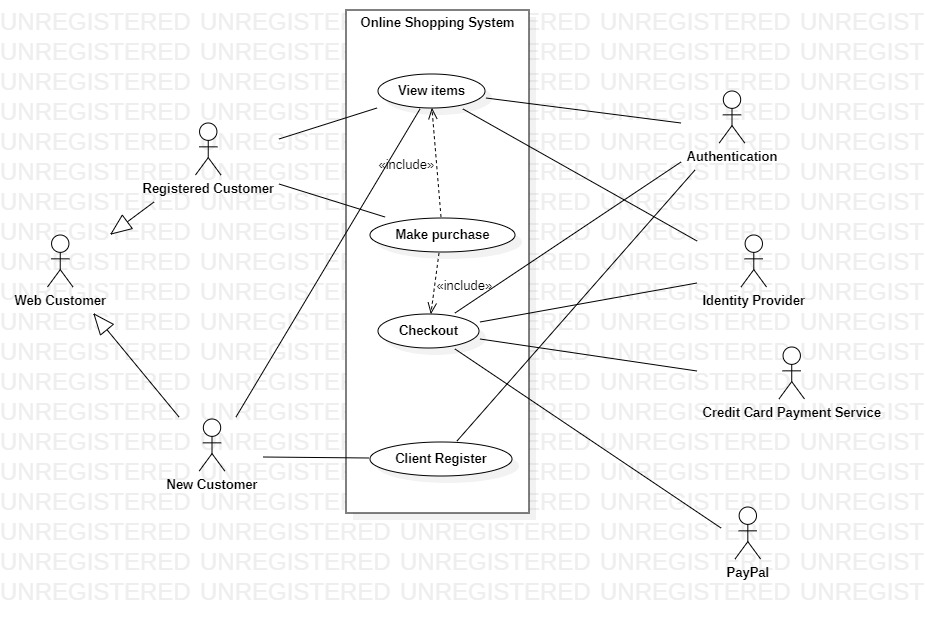 Online Shopping System
View items
Authentication
«include»
Registered Customer
Make purchase
«include»
Web Customer
Identity Provider
Checkout
Credit Card Payment Service
Client Register
New Customer
PayPal
UNREGISTERED UNREGISTERED UNREGISTERED UNREGISTERED UNREGIST